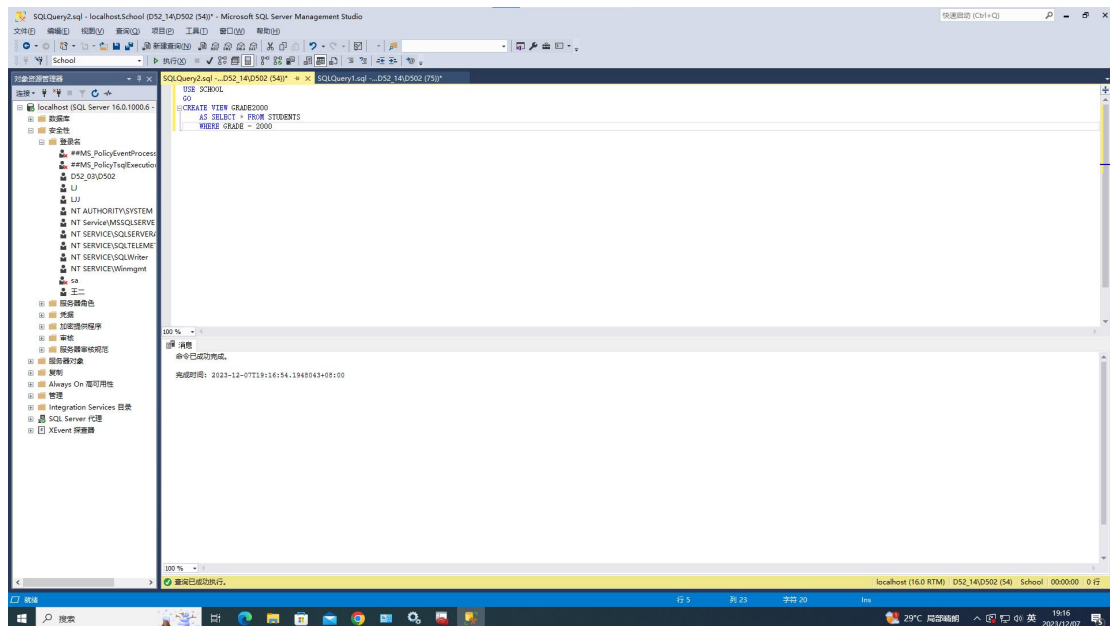 SQLQuery2.sql - localhost.School (D52_14\D502 (54))* - Microsoft SQL Server Management Studio
快速启动 (Ctrl+Q)
文件(F) 编辑(E) 视图(V) 查询(Q) 项目(P) 工具(T) 窗口(W) 帮助(H)
新建查询(N)
School
执行(X)
对象资源管理器
SQLQuery2.sql -...D52_14\D502 (54))*
SQLQuery1.sql -...D52_14\D502 (75))*
连接
localhost (SQL Server 16.0.1000.6 -
数据库
安全性
登录名
##MS_PolicyEventProcess
##MS_PolicyTsqlExecution
D52_03\D502
LJ
LJJ
NT AUTHORITY\SYSTEM
NT Service\MSSQLSERVE
NT SERVICE\SQLSERVERA
NT SERVICE\SQLTELEMET
NT SERVICE\SQLWriter
NT SERVICE\Winmgmt
sa
王二
服务器角色
凭据
加密提供程序
审核
服务器审核规范
服务器对象
复制
Always On 高可用性
管理
Integration Services 目录
SQL Server 代理
XEvent 探查器
USE SCHOOL
GO
CREATE VIEW GRADE2000
AS SELECT * FROM STUDENTS
WHERE GRADE = 2000
100 %
消息
命令已成功完成。
完成时间: 2023-12-07T19:16:54.1948043+08:00
100 %
查询已成功执行。
localhost (16.0 RTM) D52_14\D502 (54) School 00:00:00 0 行
就绪
行 5 列 23 字符 20 Ins
搜索
29°C 局部晴朗
英
19:16
2023/12/07